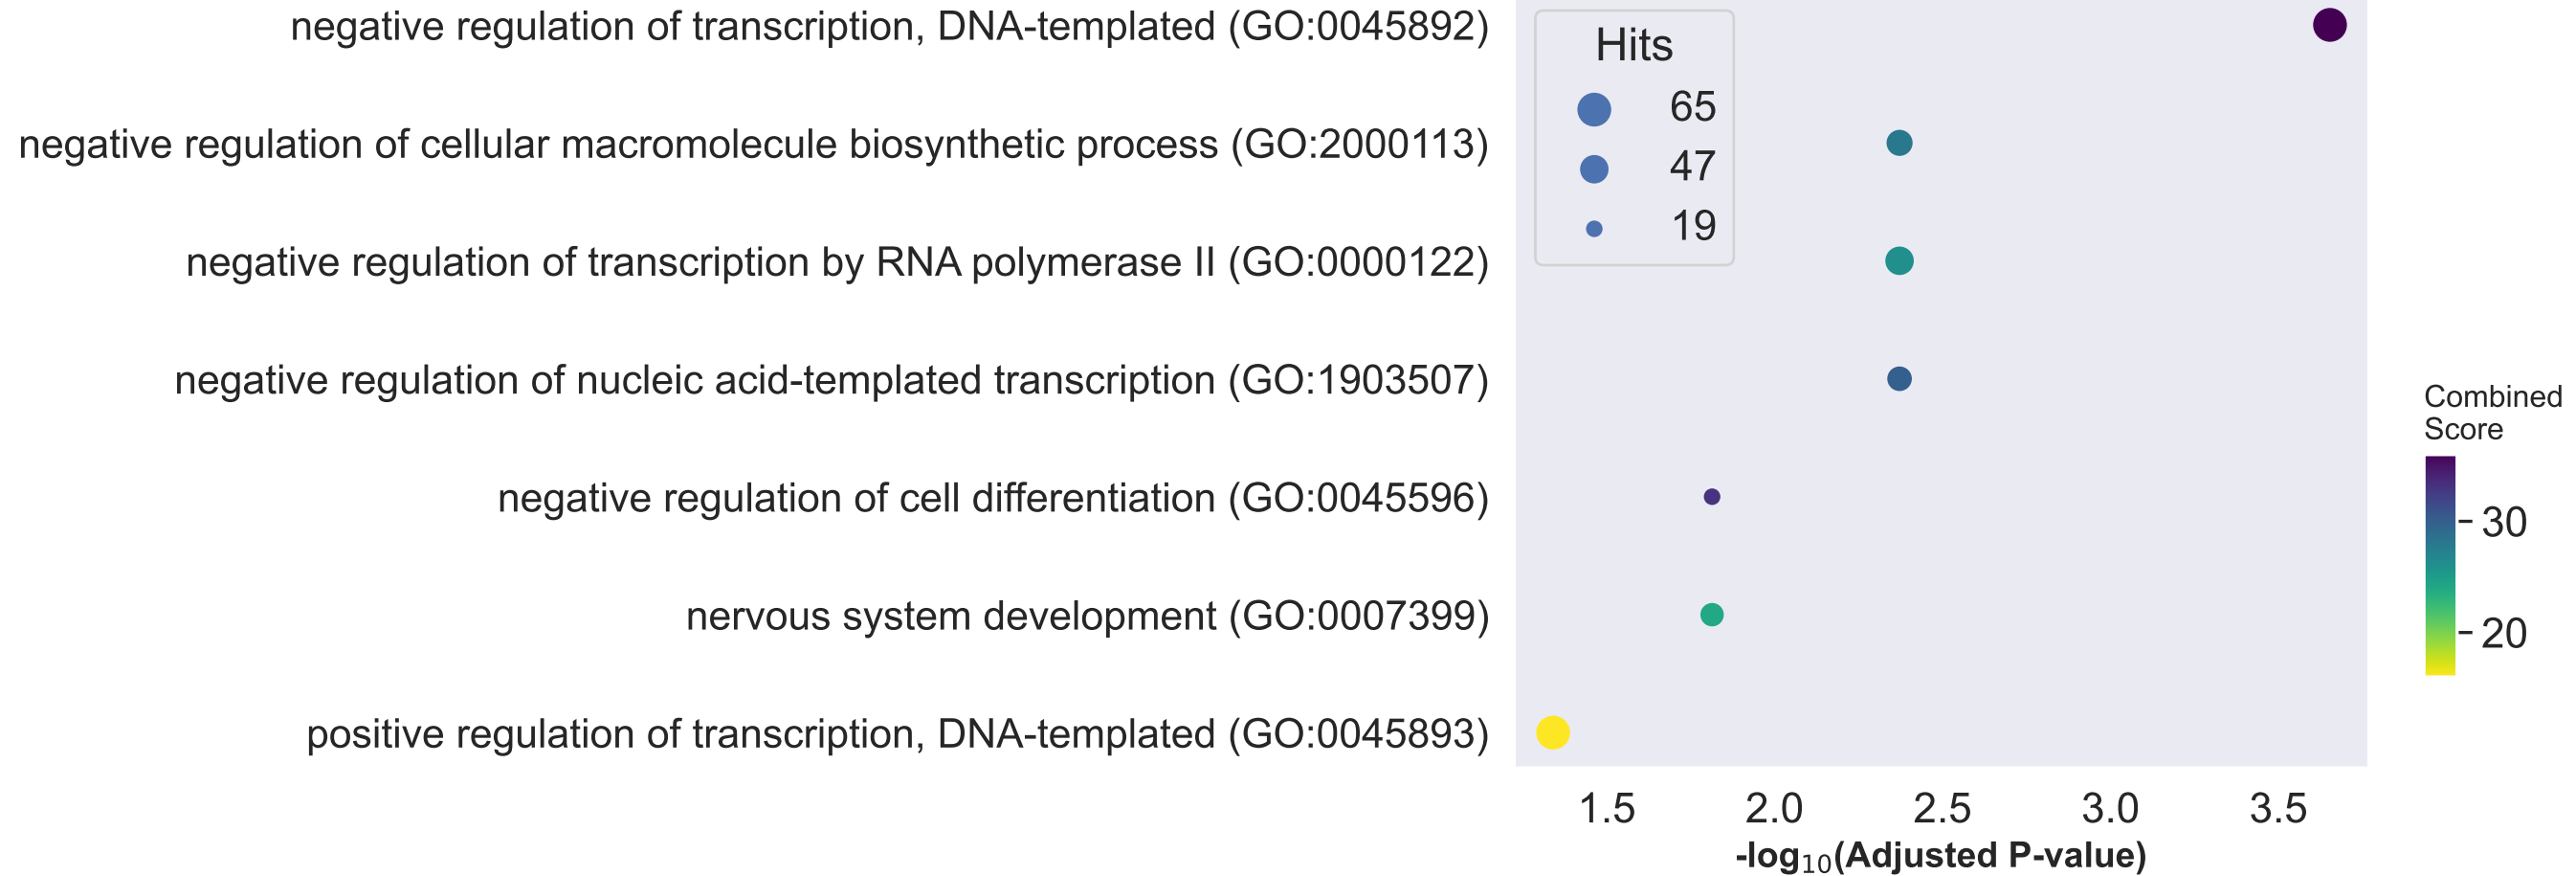 negative regulation of transcription, DNA-templated (GO:0045892)
negative regulation of cellular macromolecule biosynthetic process (GO:2000113)
negative regulation of transcription by RNA polymerase II (GO:0000122)
negative regulation of nucleic acid-templated transcription (GO:1903507)
negative regulation of cell differentiation (GO:0045596)
nervous system development (GO:0007399)
positive regulation of transcription, DNA-templated (GO:0045893)
Hits
65
47
19
Combined
Score
30
20
1.5 2.0 2.5 3.0 3.5
-log₁₀(Adjusted P-value)